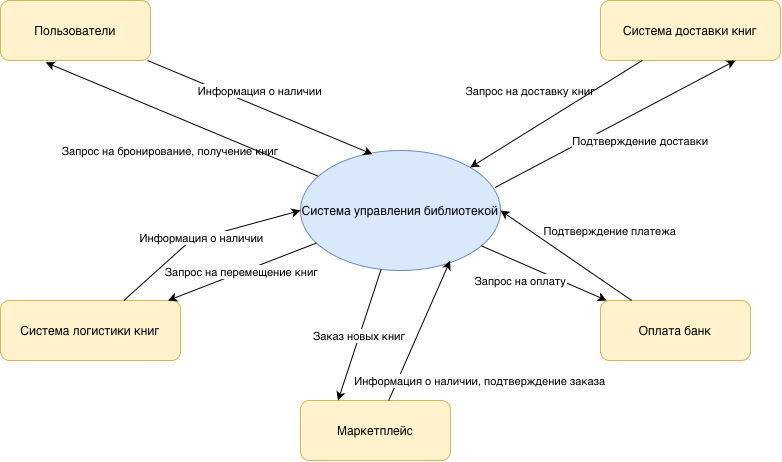 Пользователи
Система доставки книг
Информация о наличии
Запрос на доставку книг
Подтверждение доставки
Запрос на бронирование, получение книг
Система управления библиотекой
Информация о наличии
Подтверждение платежа
Запрос на перемещение книг
Запрос на оплату
Система логистики книг
Заказ новых книг
Оплата банк
Информация о наличии, подтверждение заказа
Маркетплейс